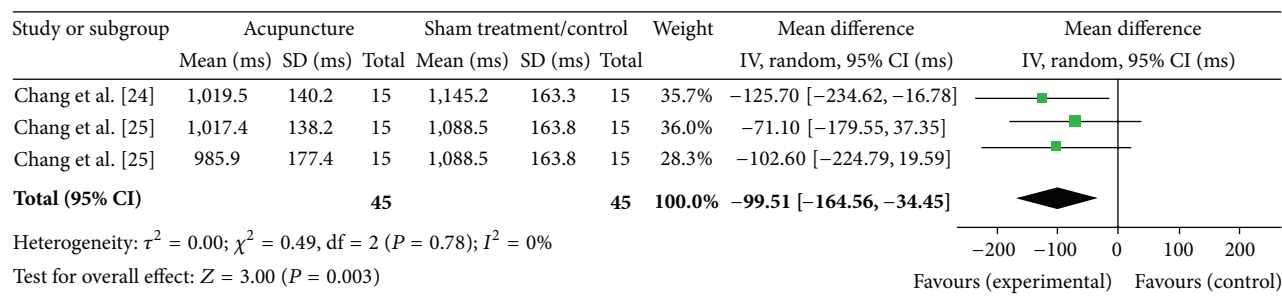 Study or subgroup Acupuncture Sham treatment/control Weight Mean difference Mean difference
Mean (ms) SD (ms) Total Mean (ms) SD (ms) Total IV, random, 95% CI (ms) IV, random, 95% CI (ms)
Chang et al. [24] 1,019.5 140.2 15 1,145.2 163.3 15 35.7% −125.70 [−234.62, −16.78]
Chang et al. [25] 1,017.4 138.2 15 1,088.5 163.8 15 36.0% −71.10 [−179.55, 37.35]
Chang et al. [25] 985.9 177.4 15 1,088.5 163.8 15 28.3% −102.60 [−224.79, 19.59]
Total (95% CI) 45 45 100.0% −99.51 [−164.56, −34.45]
Heterogeneity: τ² = 0.00; χ² = 0.49, df = 2 (P = 0.78); I² = 0%
Test for overall effect: Z = 3.00 (P = 0.003)
−200 −100 0 100 200
Favours (experimental) Favours (control)